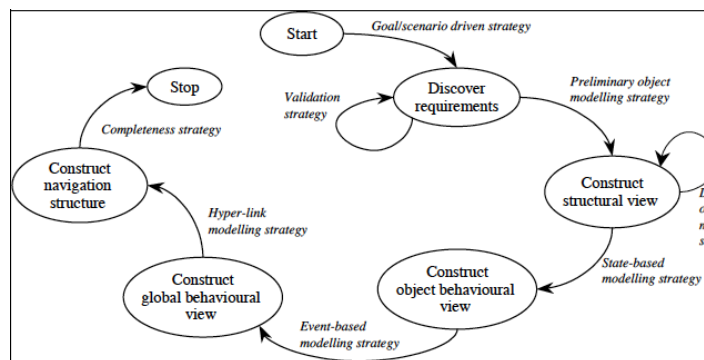 Start
Goal/scenario driven strategy
Stop
Discover
requirements
Preliminary object
modelling strategy
Validation
strategy
Completeness strategy
Construct
navigation
structure
Construct
structural view
Hyper-link
modelling strategy
State-based
modelling strategy
Construct
object behavioural
view
Construct
global behavioural
view
Event-based
modelling strategy